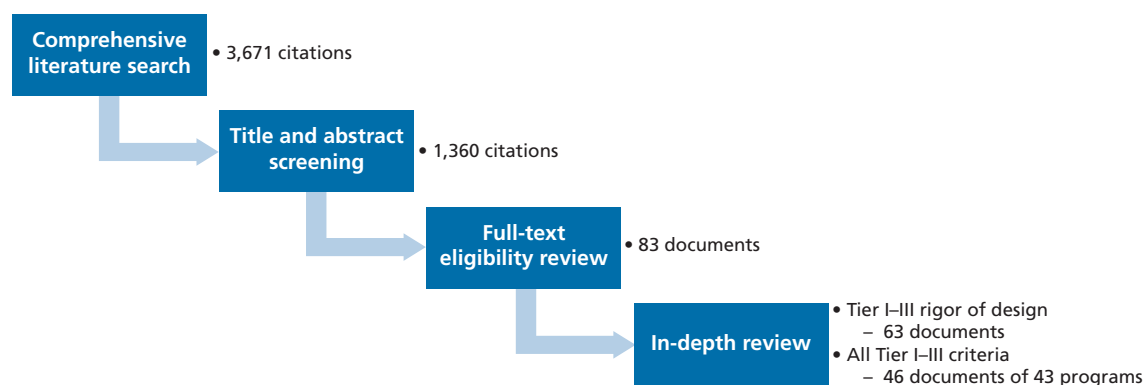 Comprehensive
literature search
• 3,671 citations
Title and abstract
screening
• 1,360 citations
Full-text
eligibility review
• 83 documents
In-depth review
• Tier I–III rigor of design
– 63 documents
• All Tier I–III criteria
– 46 documents of 43 programs